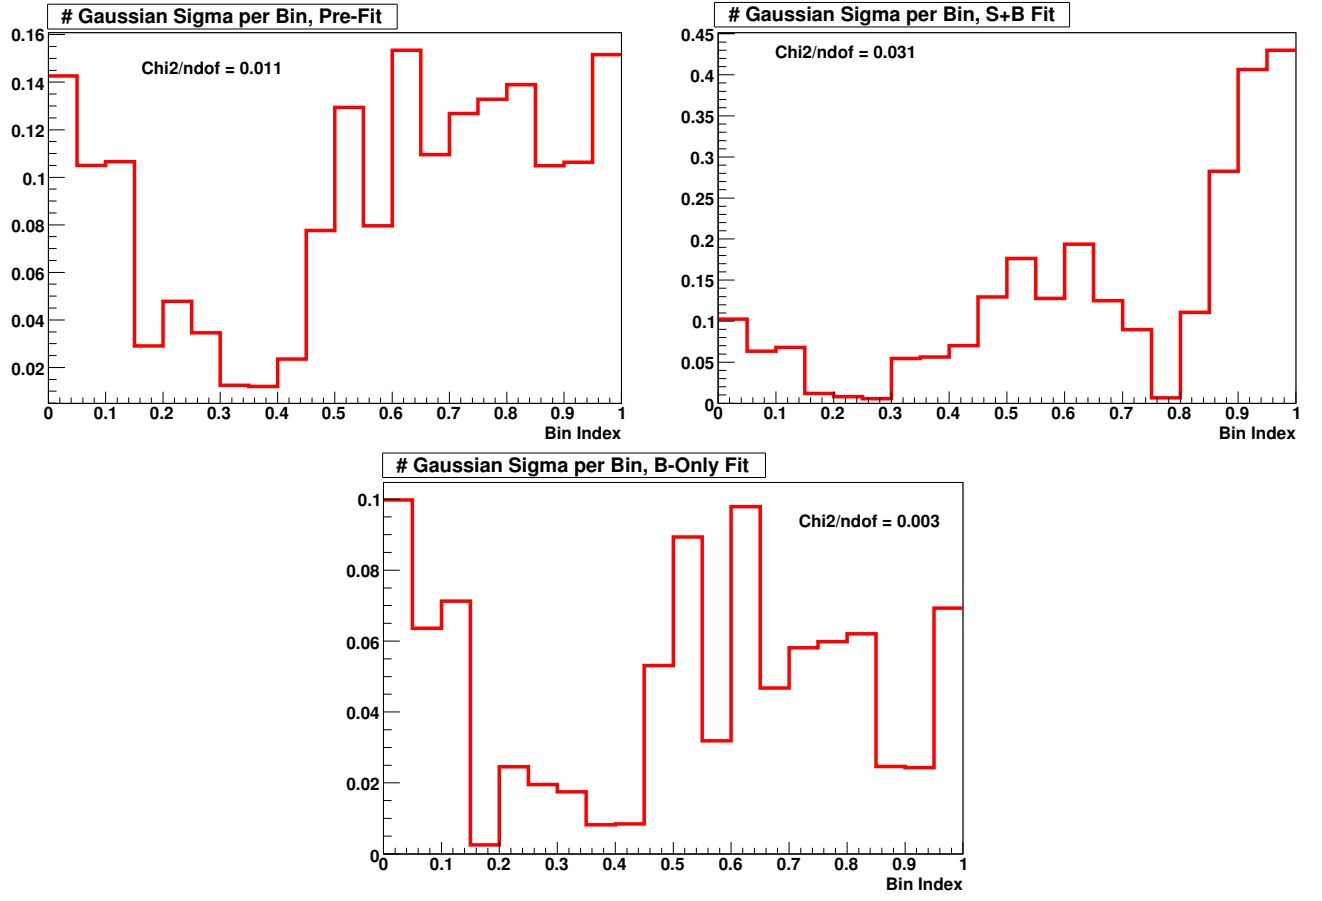 # Gaussian Sigma per Bin, Pre-Fit
Chi2/ndof = 0.011
0.16
0.14
0.12
0.1
0.08
0.06
0.04
0.02
0 0.1 0.2 0.3 0.4 0.5 0.6 0.7 0.8 0.9 1
Bin Index
# Gaussian Sigma per Bin, S+B Fit
Chi2/ndof = 0.031
0.45
0.4
0.35
0.3
0.25
0.2
0.15
0.1
0.05
0
0 0.1 0.2 0.3 0.4 0.5 0.6 0.7 0.8 0.9 1
Bin Index
# Gaussian Sigma per Bin, B-Only Fit
Chi2/ndof = 0.003
0.1
0.08
0.06
0.04
0.02
0
0 0.1 0.2 0.3 0.4 0.5 0.6 0.7 0.8 0.9 1
Bin Index